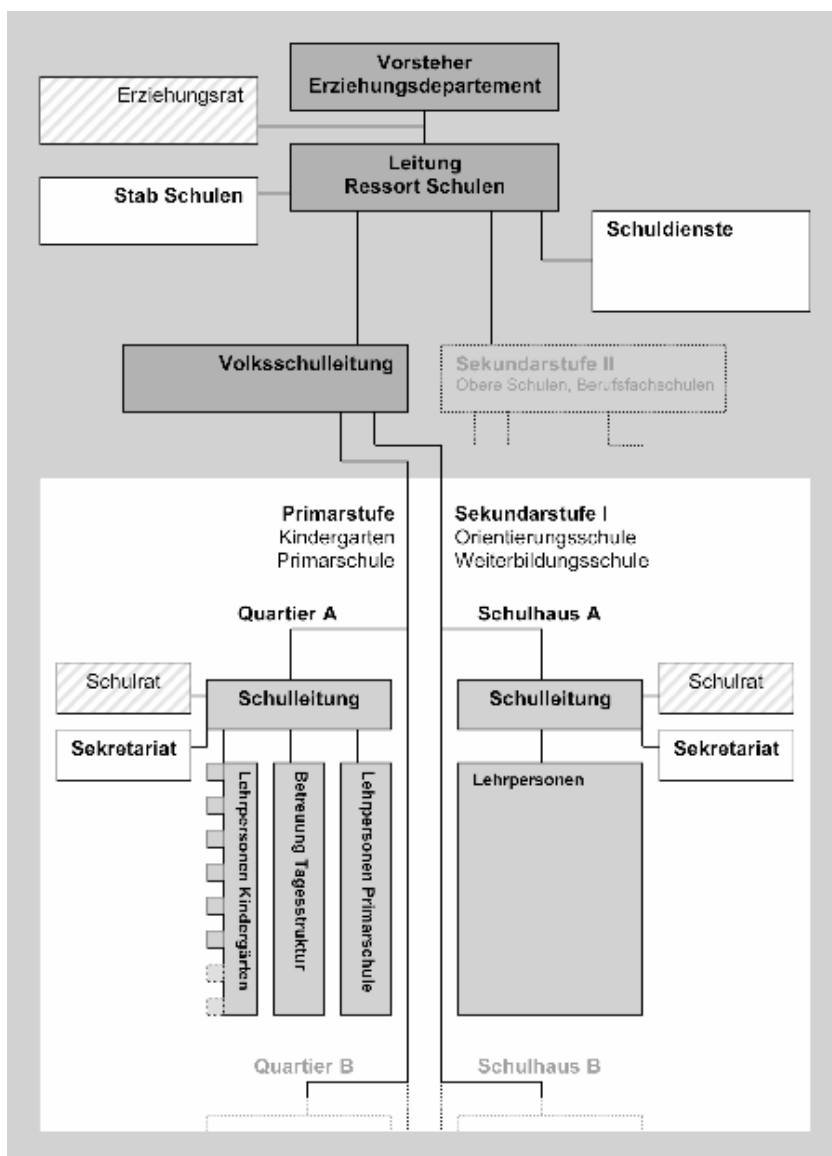 Vorsteher
Erziehungsdepartement
Erziehungsrat
Leitung
Ressort Schulen
Stab Schulen
Schuldienste
Volksschulleitung
Sekundarstufe II
Obere Schulen, Berufsfachschulen
Primarstufe
Kindergarten
Primarschule
Sekundarstufe I
Orientierungsschule
Weiterbildungsschule
Quartier A
Schulhaus A
Schulrat
Schulleitung
Sekretariat
Schulleitung
Schulrat
Sekretariat
Lehrpersonen Kindergärten
Betreuung Tagesstruktur
Lehrpersonen Primarschule
Lehrpersonen
Quartier B
Schulhaus B